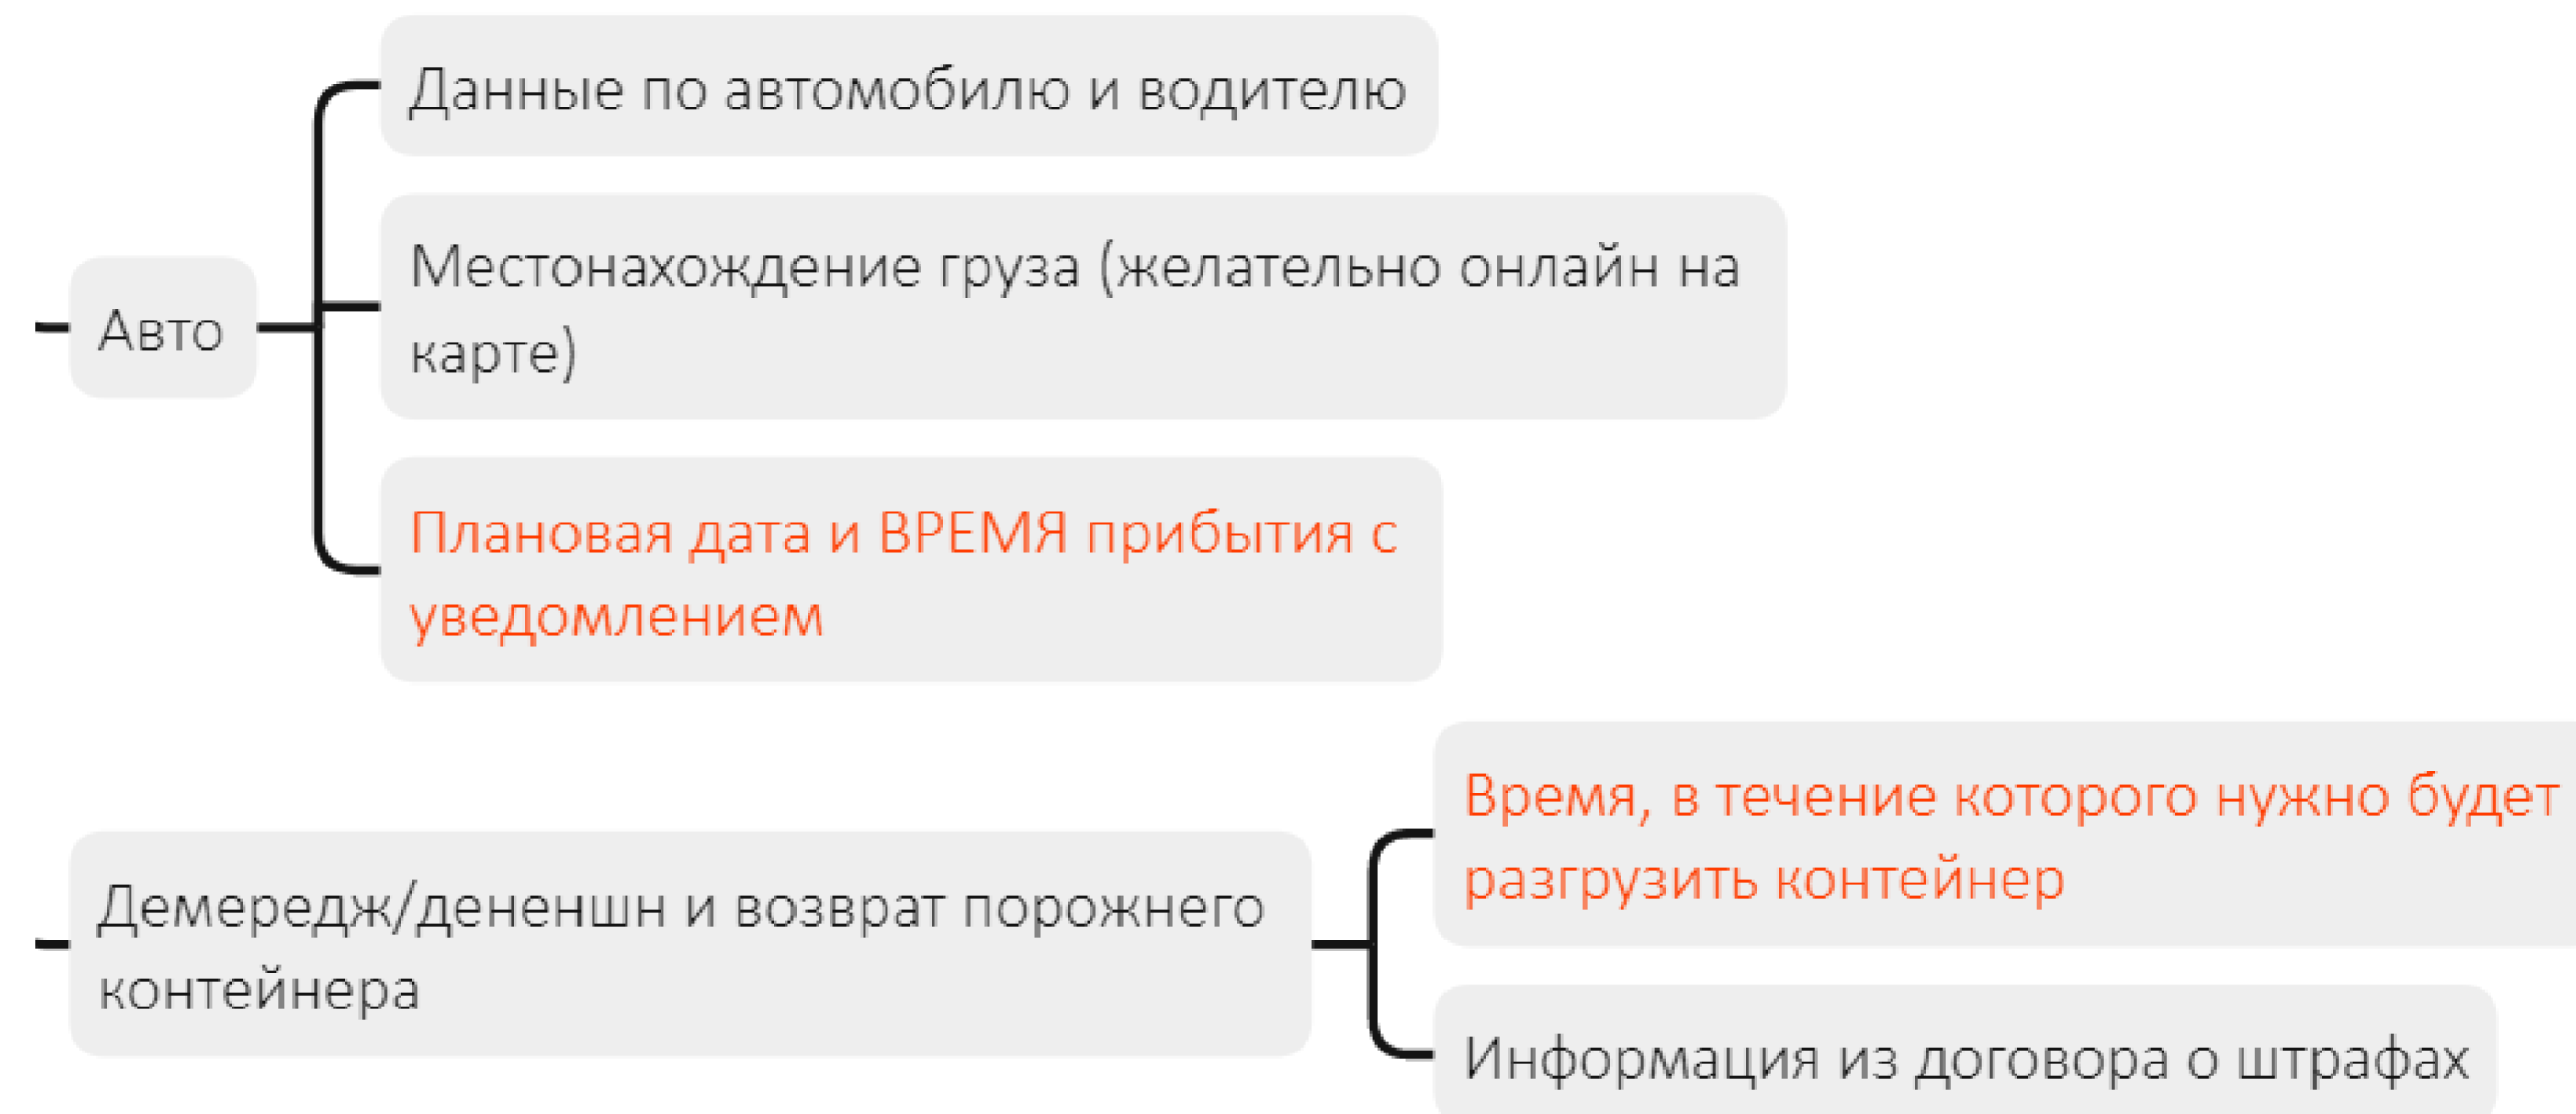 Данные по автомобилю и водителю
Авто
Местонахождение груза (желательно онлайн на
карте)
Плановая дата и ВРЕМЯ прибытия с
уведомлением
Демередж/дененшн и возврат порожнего
контейнера
Время, в течение которого нужно будет
разгрузить контейнер
Информация из договора о штрафах